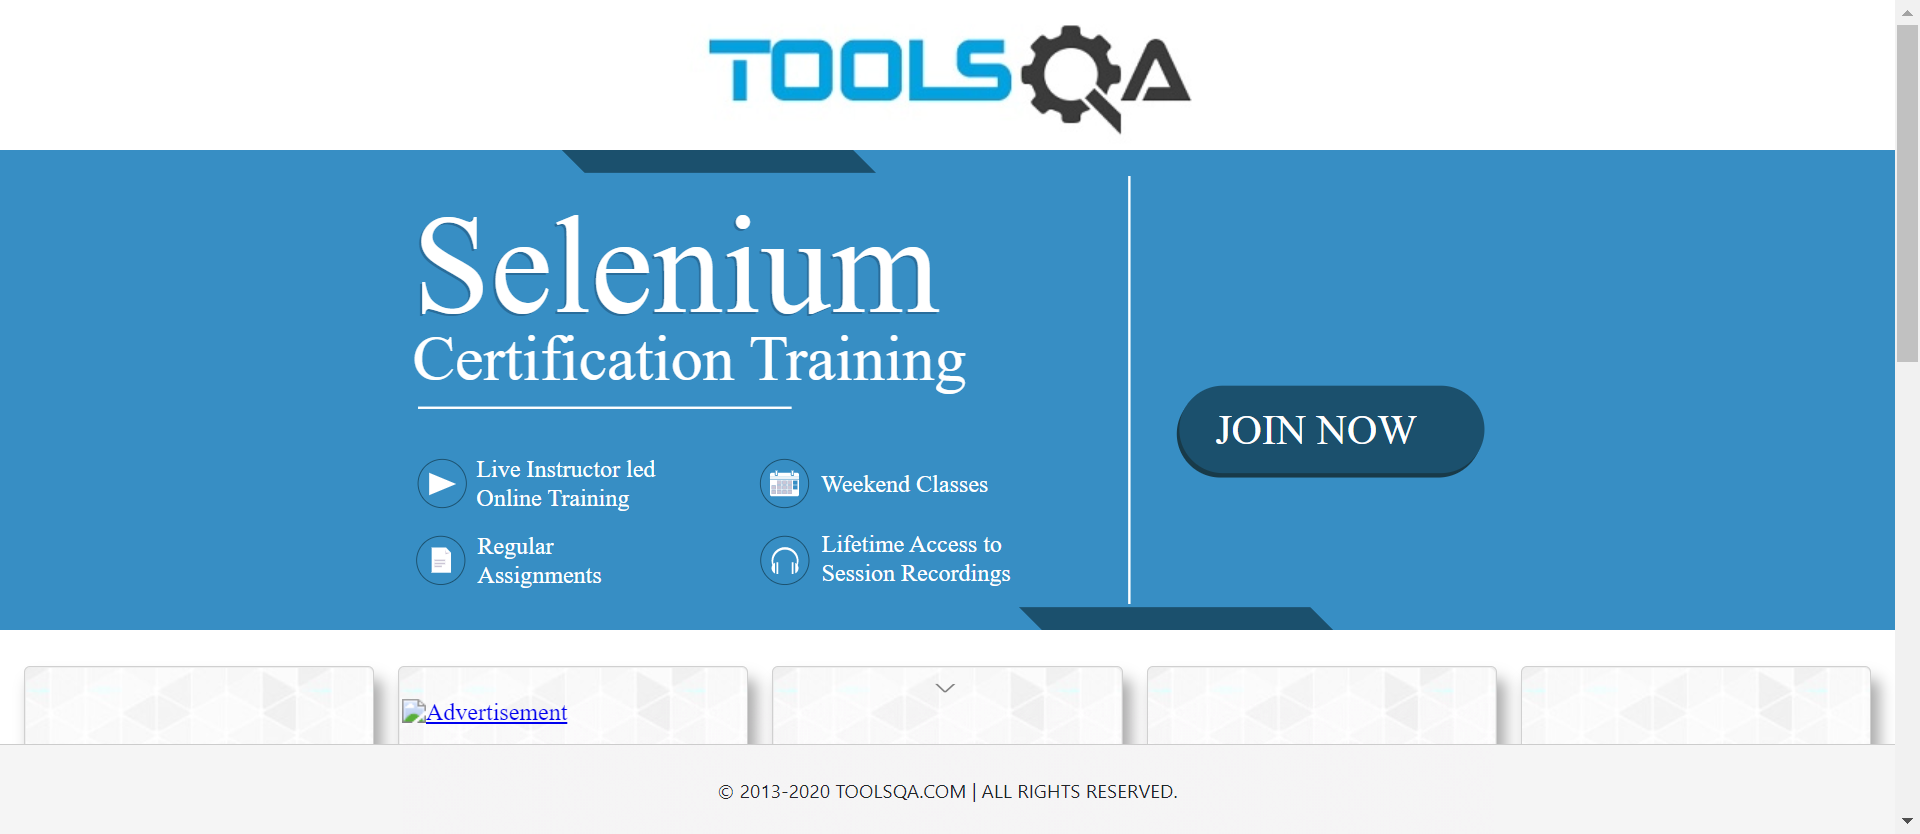 TOOLSQA
Selenium
Certification Training
JOIN NOW
Live Instructor led
Online Training
Weekend Classes
Regular
Assignments
Lifetime Access to
Session Recordings
Advertisement
© 2013-2020 TOOLSQA.COM | ALL RIGHTS RESERVED.